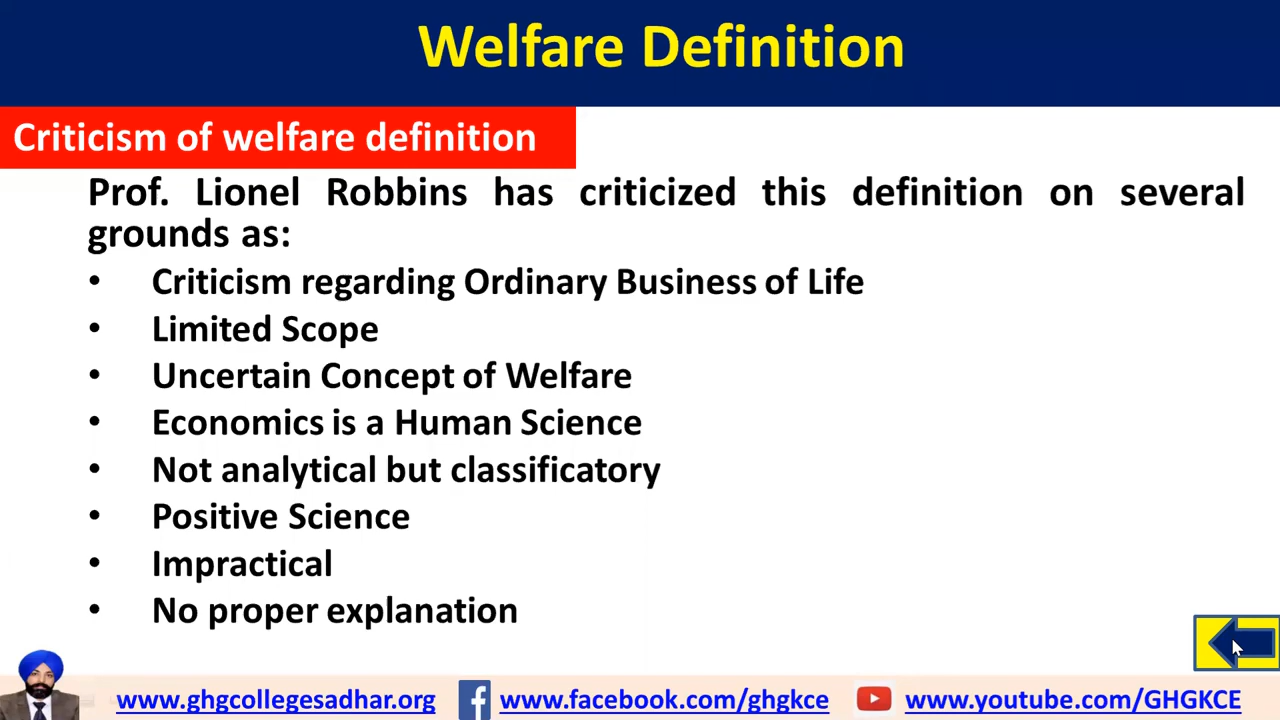 Welfare Definition
Criticism of welfare definition
Prof. Lionel Robbins has criticized this definition on several
grounds as:
• Criticism regarding Ordinary Business of Life
• Limited Scope
• Uncertain Concept of Welfare
• Economics is a Human Science
• Not analytical but classificatory
• Positive Science
• Impractical
• No proper explanation
www.ghgcollegesadhar.org www.facebook.com/ghgkce www.youtube.com/GHGKCE